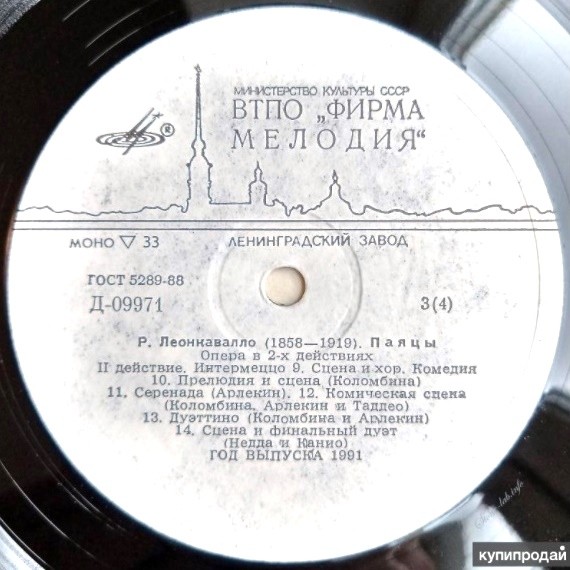 МИНИСТЕРСТВО КУЛЬТУРЫ СССР
ВТПО „ФИРМА
МЕЛОДИЯ“
®
МОНО ▽ 33
ЛЕНИНГРАДСКИЙ ЗАВОД
ГОСТ 5289-88
Д-09971
3(4)
Р. Леонкавалло (1858—1919). Паяцы
Опера в 2-х действиях
II действие. Интермеццо 9. Сцена и хор. Комедия
10. Прелюдия и сцена (Коломбина)
11. Серенада (Арлекин). 12. Комическая сцена
(Коломбина, Арлекин и Таддео)
13. Дуэттино (Коломбина и Арлекин)
14. Сцена и финальный дуэт
(Недда и Канио)
ГОД ВЫПУСКА 1991
купипродай